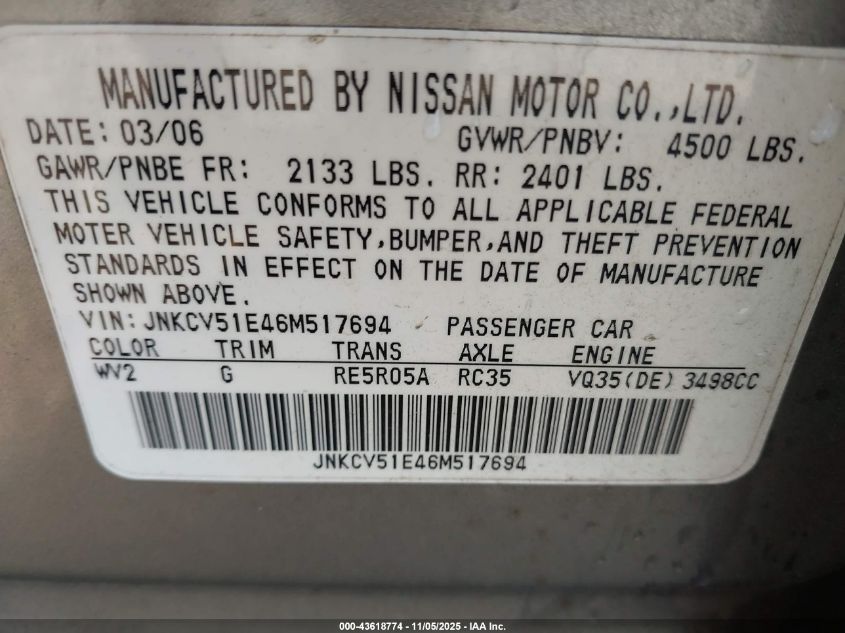 MANUFACTURED BY NISSAN MOTOR CO.,LTD.
DATE: 03/06 GVWR/PNBV: 4500 LBS.
GAWR/PNBE FR: 2133 LBS. RR: 2401 LBS.
THIS VEHICLE CONFORMS TO ALL APPLICABLE FEDERAL
MOTER VEHICLE SAFETY,BUMPER,AND THEFT PREVENTION
STANDARDS IN EFFECT ON THE DATE OF MANUFACTURE
SHOWN ABOVE.
VIN: JNKCV51E46M517694 PASSENGER CAR
COLOR TRIM TRANS AXLE ENGINE
WV2 G RE5R05A RC35 VQ35(DE) 3498CC
JNKCV51E46M517694
000-43618774 - 11/05/2025 - IAA Inc.